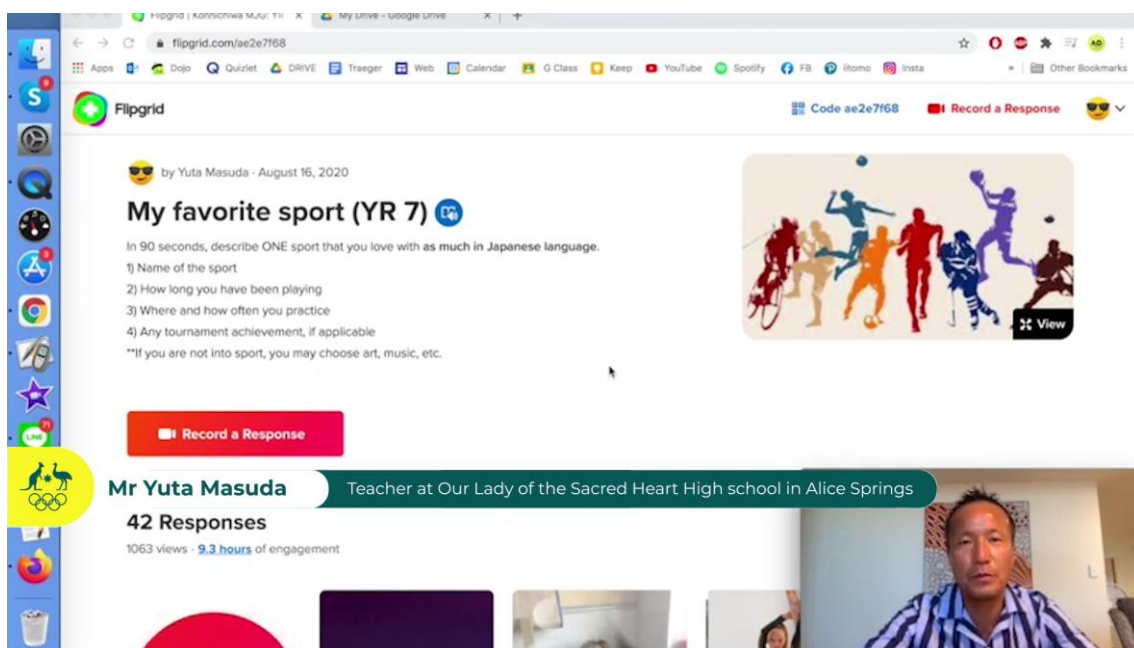 Flipgrid | Konnichiwa MJG: YR
My Drive - Google Drive
flipgrid.com/ae2e7f68
Apps Dojo Quizlet DRIVE Traeger Web Calendar G Class Keep YouTube Spotify FB iitomo Insta » Other Bookmarks
Flipgrid
Code ae2e7f68
Record a Response
by Yuta Masuda · August 16, 2020
My favorite sport (YR 7)
In 90 seconds, describe ONE sport that you love with as much in Japanese language.
1) Name of the sport
2) How long you have been playing
3) Where and how often you practice
4) Any tournament achievement, if applicable
**If you are not into sport, you may choose art, music, etc.
View
Record a Response
Mr Yuta Masuda
Teacher at Our Lady of the Sacred Heart High school in Alice Springs
42 Responses
1063 views · 9.3 hours of engagement
LINE
71